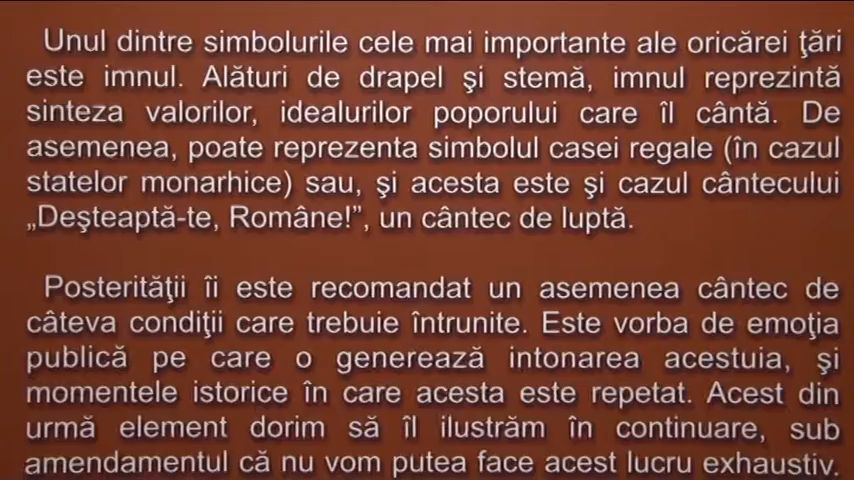 Unul dintre simbolurile cele mai importante ale oricărei ţări
este imnul. Alături de drapel şi stemă, imnul reprezintă
sinteza valorilor, idealurilor poporului care îl cântă. De
asemenea, poate reprezenta simbolul casei regale (în cazul
statelor monarhice) sau, şi acesta este şi cazul cântecului
„Deşteaptă-te, Române!”, un cântec de luptă.
Posterităţii îi este recomandat un asemenea cântec de
câteva condiţii care trebuie întrunite. Este vorba de emoţia
publică pe care o generează intonarea acestuia, şi
momentele istorice în care acesta este repetat. Acest din
urmă element dorim să îl ilustrăm în continuare, sub
amendamentul că nu vom putea face acest lucru exhaustiv.